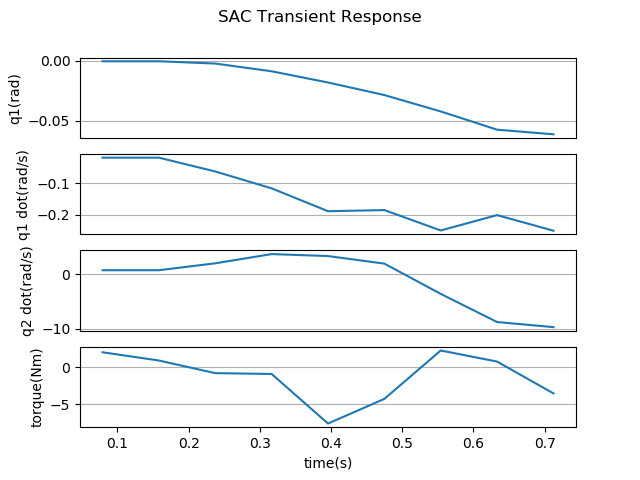 SAC Transient Response
q1(rad)
0.00
−0.05
q1 dot(rad/s)
−0.1
−0.2
q2 dot(rad/s)
0
−10
torque(Nm)
0
−5
0.1 0.2 0.3 0.4 0.5 0.6 0.7
time(s)